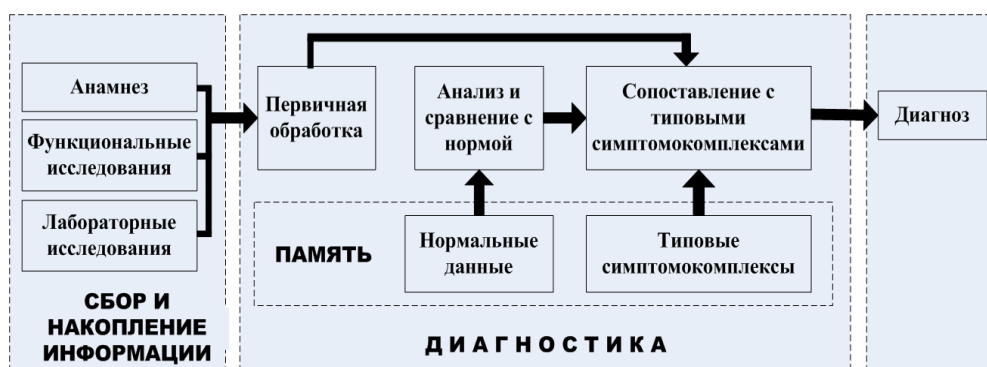 Анамнез
Функциональные
исследования
Лабораторные
исследования
СБОР И
НАКОПЛЕНИЕ
ИНФОРМАЦИИ
Первичная
обработка
Анализ и
сравнение с
нормой
Сопоставление с
типовыми
симптомокомплексами
ПАМЯТЬ
Нормальные
данные
Типовые
симптомокомплексы
ДИАГНОСТИКА
Диагноз